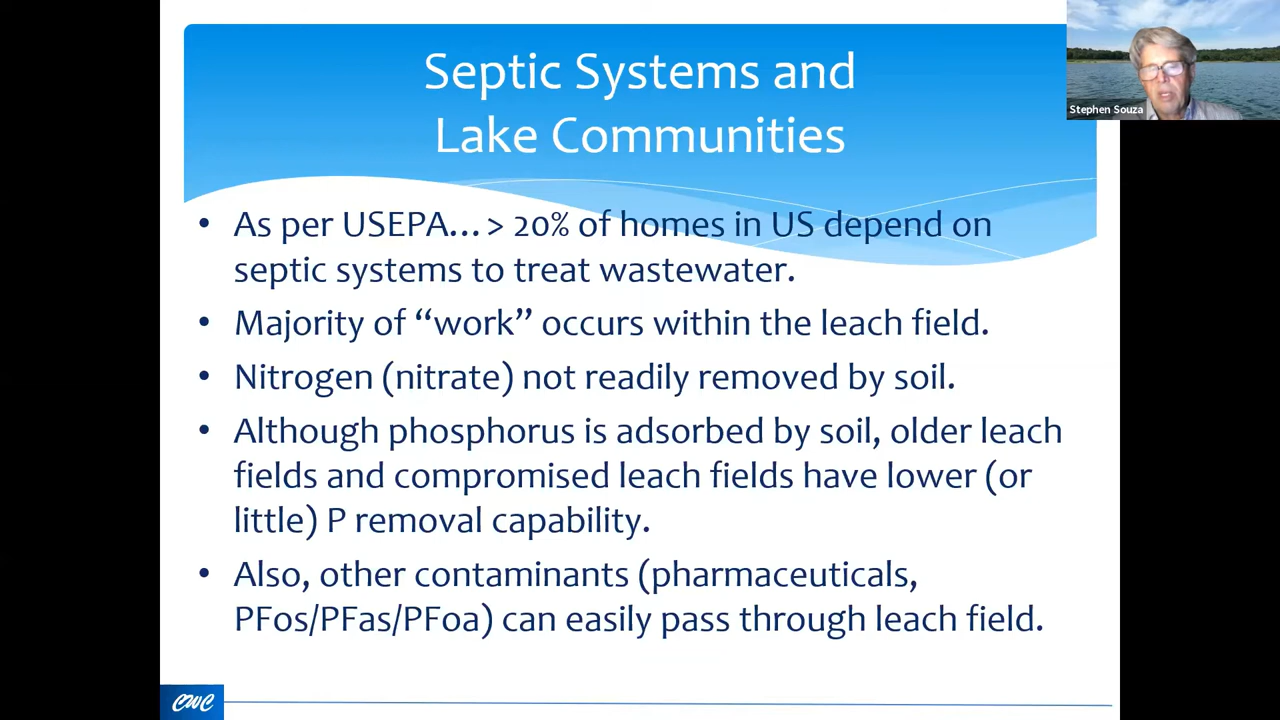 Septic Systems and
Lake Communities
Stephen Souza
• As per USEPA…> 20% of homes in US depend on
septic systems to treat wastewater.
• Majority of “work” occurs within the leach field.
• Nitrogen (nitrate) not readily removed by soil.
• Although phosphorus is adsorbed by soil, older leach
fields and compromised leach fields have lower (or
little) P removal capability.
• Also, other contaminants (pharmaceuticals,
PFos/PFas/PFoa) can easily pass through leach field.
CWC